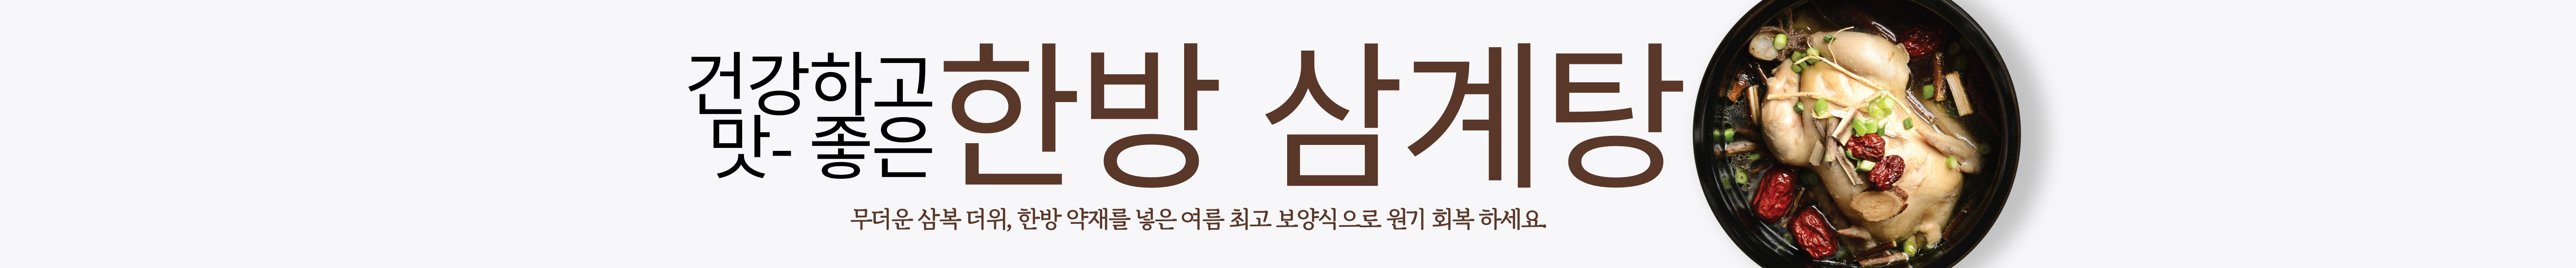 건강하고
맛- 좋은
한방 삼계탕
무더운 삼복 더위, 한방 약재를 넣은 여름 최고 보양식으로 원기 회복 하세요.